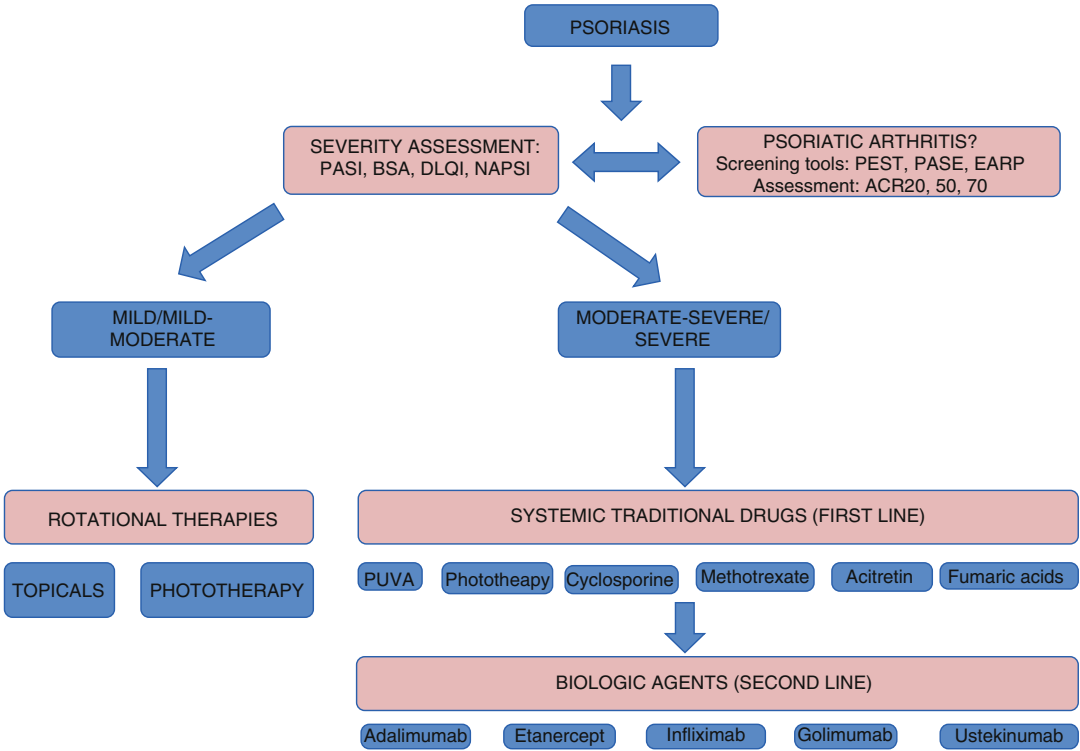 PSORIASIS
SEVERITY ASSESSMENT:
PASI, BSA, DLQI, NAPSI
PSORIATIC ARTHRITIS?
Screening tools: PEST, PASE, EARP
Assessment: ACR20, 50, 70
MILD/MILD-
MODERATE
MODERATE-SEVERE/
SEVERE
ROTATIONAL THERAPIES
TOPICALS
PHOTOTHERAPY
SYSTEMIC TRADITIONAL DRUGS (FIRST LINE)
PUVA
Phototheapy
Cyclosporine
Methotrexate
Acitretin
Fumaric acids
BIOLOGIC AGENTS (SECOND LINE)
Adalimumab
Etanercept
Infliximab
Golimumab
Ustekinumab